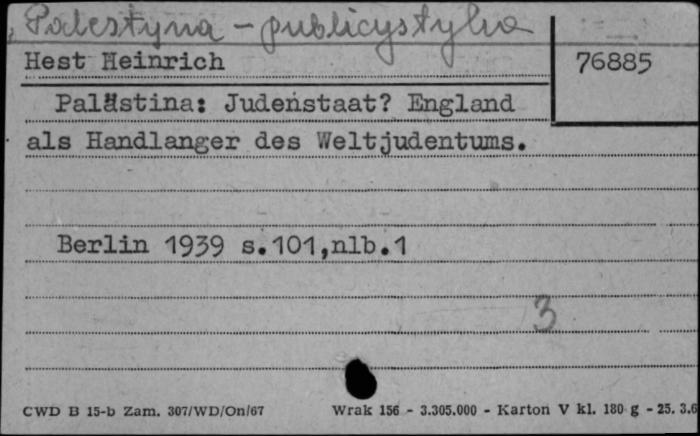 Palestyna - publicystyka
Hest Heinrich
76885
Palästina: Judenstaat? England
als Handlanger des Weltjudentums.
Berlin 1939 s.101,nlb.1
3
CWD B 15-b Zam. 307/WD/On/67
Wrak 156 - 3.305.000 - Karton V kl. 180 g - 25. 3.6